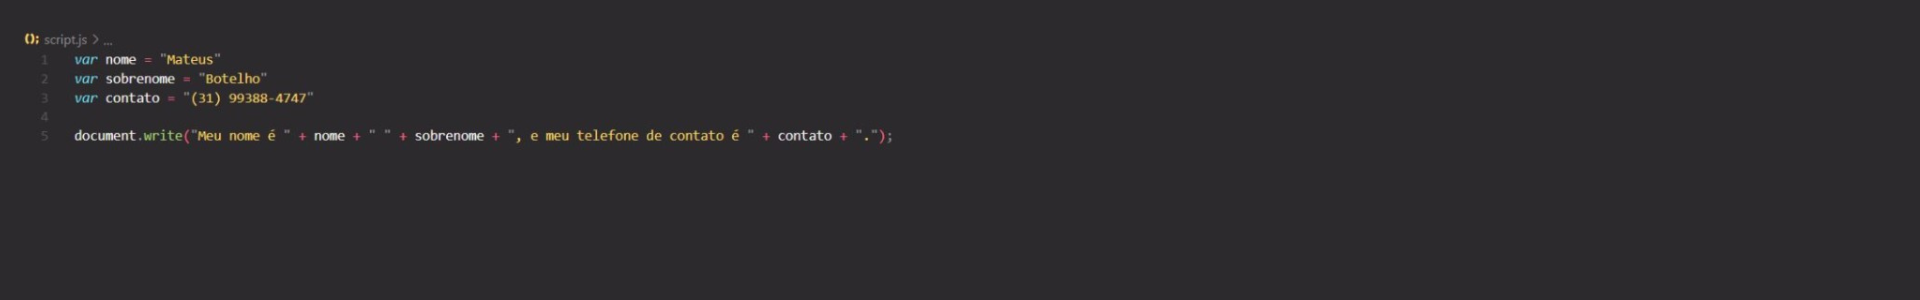 (); script.js > ...
1 var nome = "Mateus"
2 var sobrenome = "Botelho"
3 var contato = "(31) 99388-4747"
4
5 document.write("Meu nome é " + nome + " " + sobrenome + ", e meu telefone de contato é " + contato + ".");